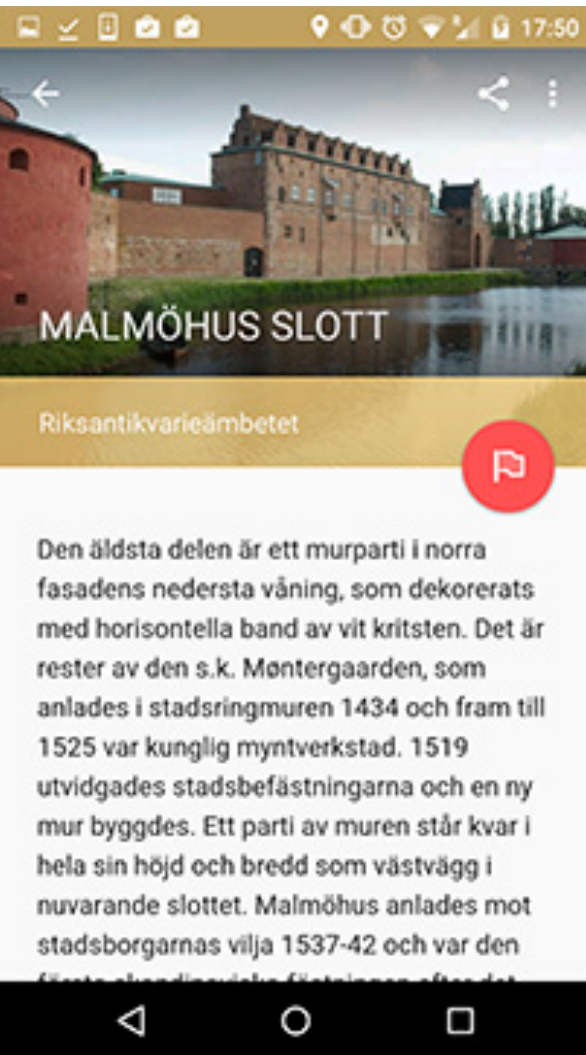 17:50
MALMÖHUS SLOTT
Riksantikvarieämbetet
Den äldsta delen är ett murparti i norra
fasadens nedersta våning, som dekorerats
med horisontella band av vit kritsten. Det är
rester av den s.k. Møntergaarden, som
anlades i stadsringmuren 1434 och fram till
1525 var kunglig myntverkstad. 1519
utvidgades stadsbefästningarna och en ny
mur byggdes. Ett parti av muren står kvar i
hela sin höjd och bredd som västvägg i
nuvarande slottet. Malmöhus anlades mot
stadsborgarnas vilja 1537-42 och var den